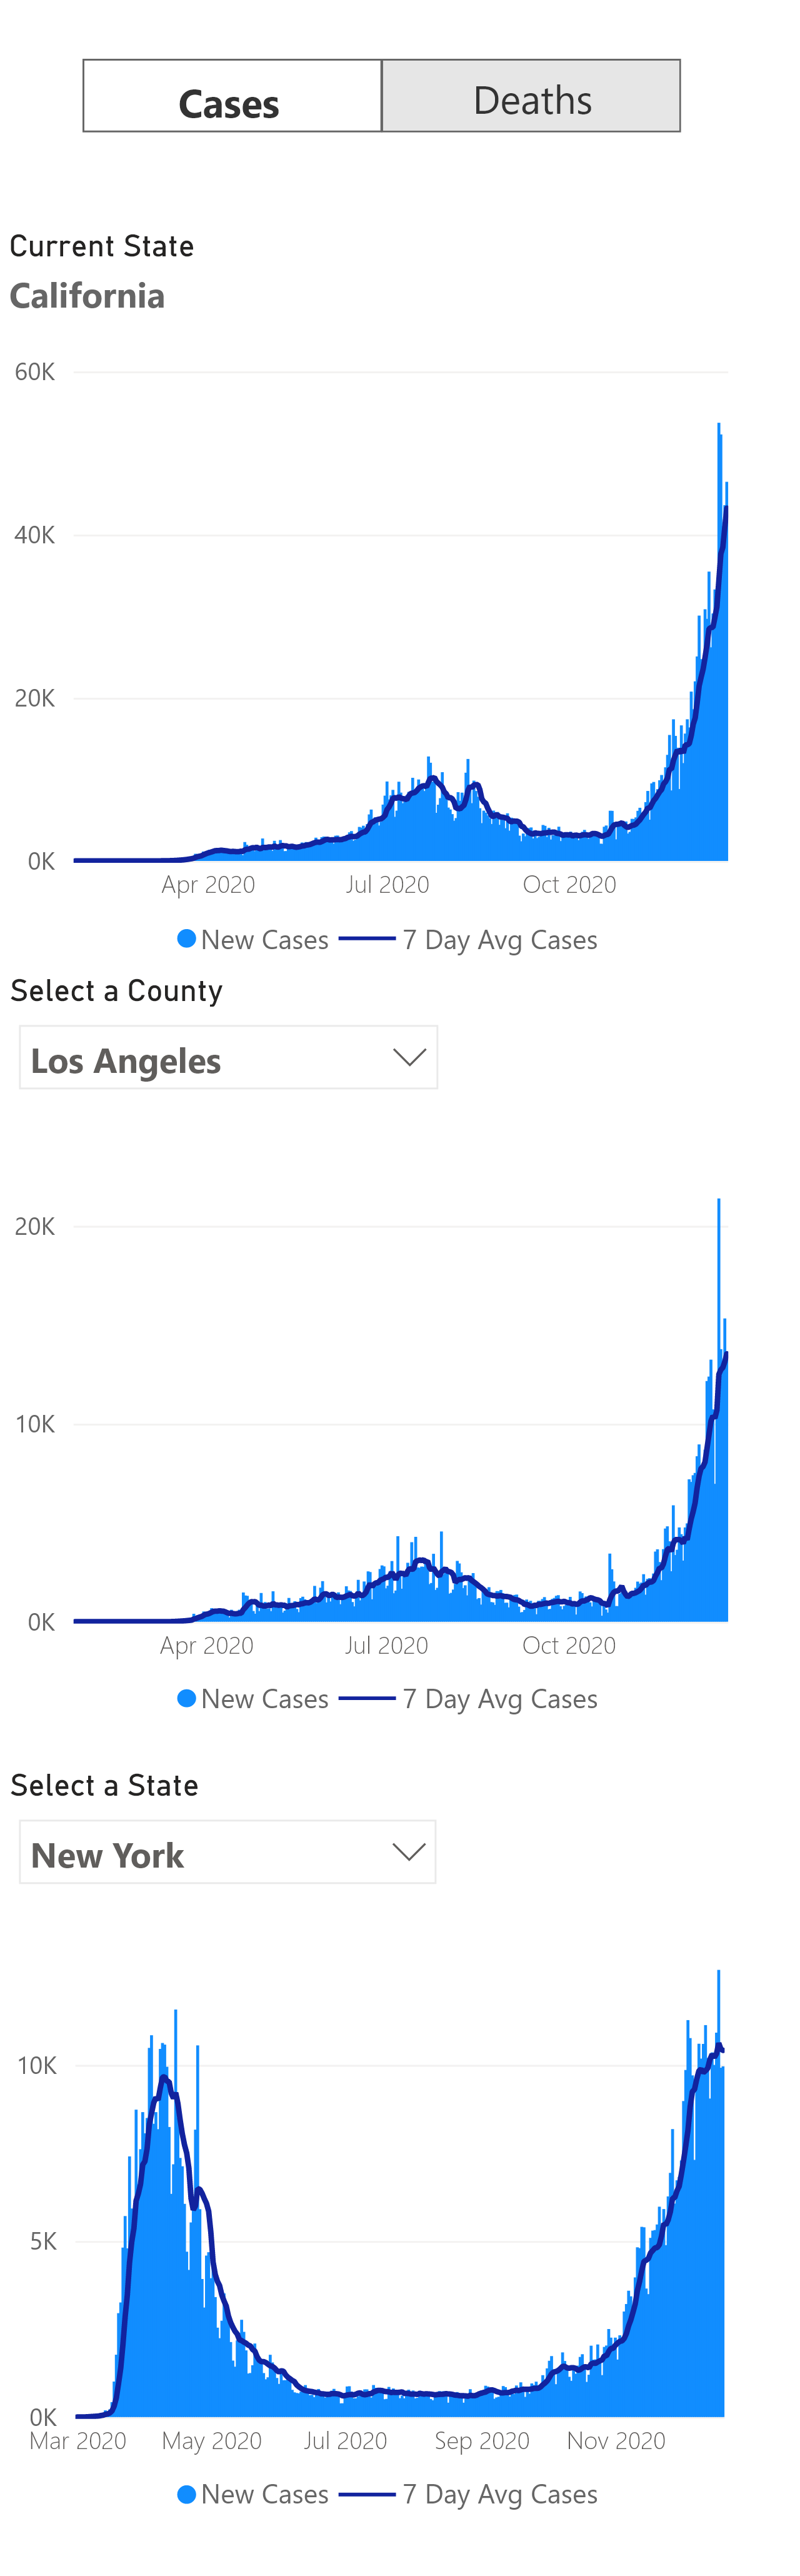 Cases Deaths
Current State
California
60K
40K
20K
0K
Apr 2020 Jul 2020 Oct 2020
New Cases 7 Day Avg Cases
Select a County
Los Angeles
20K
10K
0K
Apr 2020 Jul 2020 Oct 2020
New Cases 7 Day Avg Cases
Select a State
New York
10K
5K
0K
Mar 2020 May 2020 Jul 2020 Sep 2020 Nov 2020
New Cases 7 Day Avg Cases